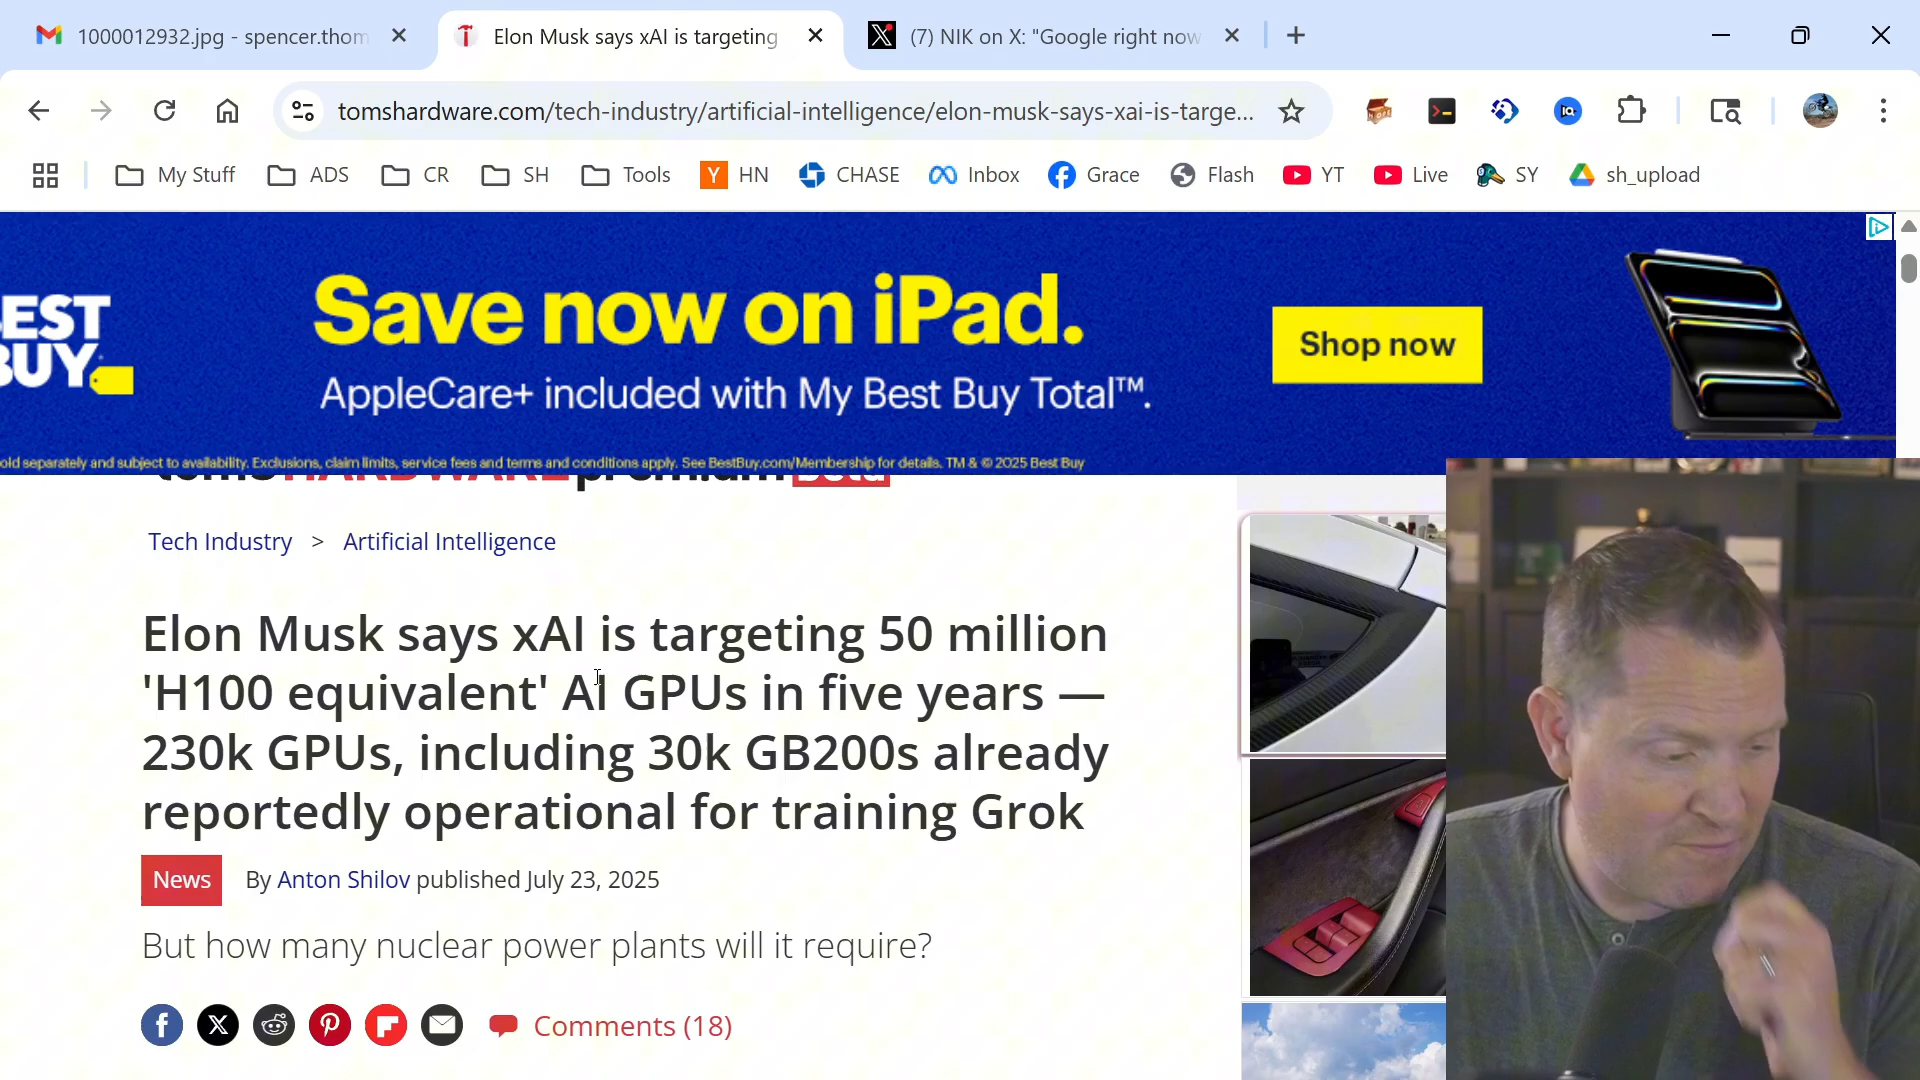 1000012932.jpg - spencer.thom
Elon Musk says xAI is targeting
(7) NIK on X: "Google right now
tomshardware.com/tech-industry/artificial-intelligence/elon-musk-says-xai-is-targe...
My Stuff
ADS
CR
SH
Tools
Y HN
CHASE
Inbox
Grace
Flash
YT
Live
SY
sh_upload
EST
BUY
Save now on iPad.
AppleCare+ included with My Best Buy Total™.
Shop now
old separately and subject to availability. Exclusions, claim limits, service fees and terms and conditions apply. See BestBuy.com/Membership for details. TM & © 2025 Best Buy
tom's HARDWARE premium beta
Tech Industry > Artificial Intelligence
Elon Musk says xAI is targeting 50 million
'H100 equivalent' AI GPUs in five years —
230k GPUs, including 30k GB200s already
reportedly operational for training Grok
News By Anton Shilov published July 23, 2025
But how many nuclear power plants will it require?
Comments (18)